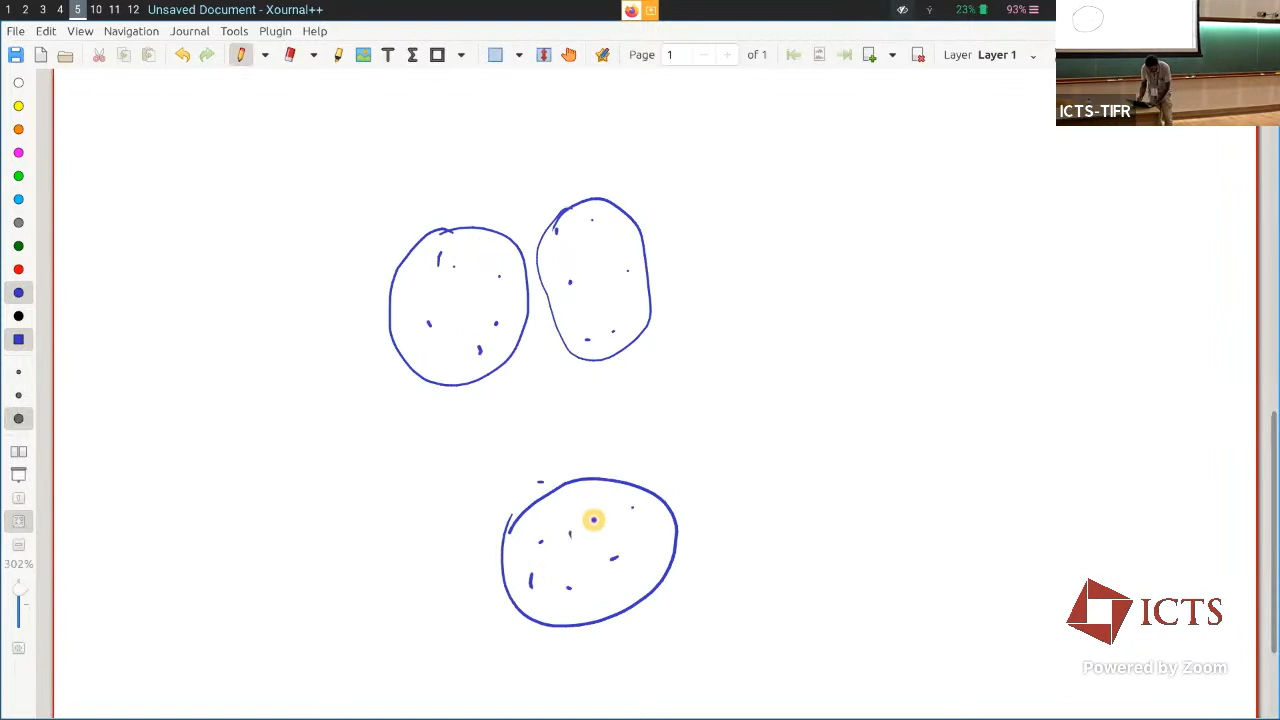 1 2 3 4 5 10 11 12 Unsaved Document - Xournal++ 23% 93%
File Edit View Navigation Journal Tools Plugin Help
Page 1 of Layer Layer 1
ICTS-TIFR
302%
ICTS
Powered by Zoom